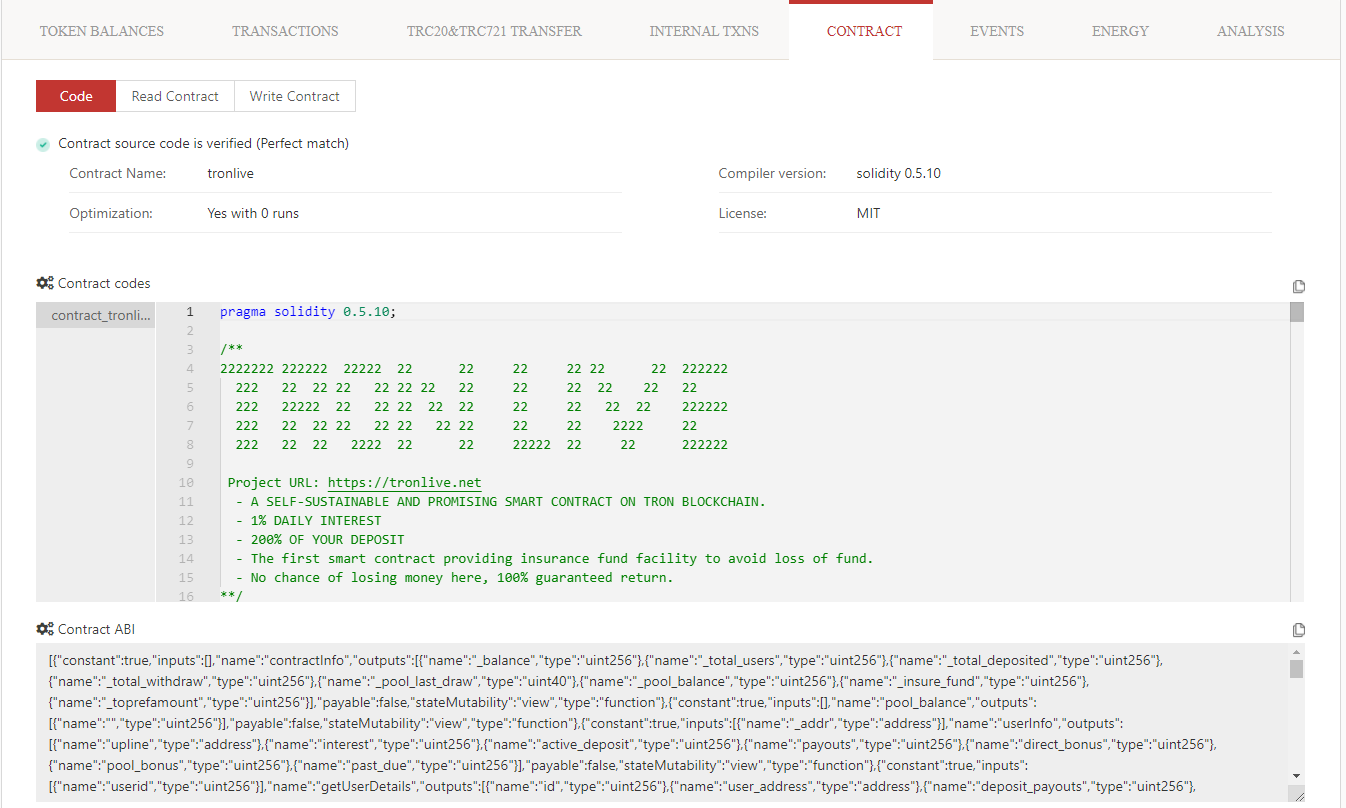 TOKEN BALANCES TRANSACTIONS TRC20&TRC721 TRANSFER INTERNAL TXNS CONTRACT EVENTS ENERGY ANALYSIS
Code Read Contract Write Contract
Contract source code is verified (Perfect match)
Contract Name: tronlive Compiler version: solidity 0.5.10
Optimization: Yes with 0 runs License: MIT
Contract codes
contract_tronli...
1 pragma solidity 0.5.10;
2
3 /**
4 2222222 222222  22222  22      22     22     22 22      22  222222
5   222   22  22 22   22 22 22   22     22     22  22    22   22
6   222   22222  22   22 22  22  22     22     22   22  22    222222
7   222   22  22 22   22 22   22 22     22     22    2222     22
8   222   22  22   2222  22      22     22222  22     22      222222
9
10 Project URL: https://tronlive.net
11 - A SELF-SUSTAINABLE AND PROMISING SMART CONTRACT ON TRON BLOCKCHAIN.
12 - 1% DAILY INTEREST
13 - 200% OF YOUR DEPOSIT
14 - The first smart contract providing insurance fund facility to avoid loss of fund.
15 - No chance of losing money here, 100% guaranteed return.
16 **/
Contract ABI
[{"constant":true,"inputs":[],"name":"contractInfo","outputs":[{"name":"_balance","type":"uint256"},{"name":"_total_users","type":"uint256"},{"name":"_total_deposited","type":"uint256"},
{"name":"_total_withdraw","type":"uint256"},{"name":"_pool_last_draw","type":"uint40"},{"name":"_pool_balance","type":"uint256"},{"name":"_insure_fund","type":"uint256"},
{"name":"_toprefamount","type":"uint256"}],"payable":false,"stateMutability":"view","type":"function"},{"constant":true,"inputs":[],"name":"pool_balance","outputs":
[{"name":"","type":"uint256"}],"payable":false,"stateMutability":"view","type":"function"},{"constant":true,"inputs":[{"name":"_addr","type":"address"}],"name":"userInfo","outputs":
[{"name":"upline","type":"address"},{"name":"interest","type":"uint256"},{"name":"active_deposit","type":"uint256"},{"name":"payouts","type":"uint256"},{"name":"direct_bonus","type":"uint256"},
{"name":"pool_bonus","type":"uint256"},{"name":"past_due","type":"uint256"}],"payable":false,"stateMutability":"view","type":"function"},{"constant":true,"inputs":
[{"name":"userid","type":"uint256"}],"name":"getUserDetails","outputs":[{"name":"id","type":"uint256"},{"name":"user_address","type":"address"},{"name":"deposit_payouts","type":"uint256"},